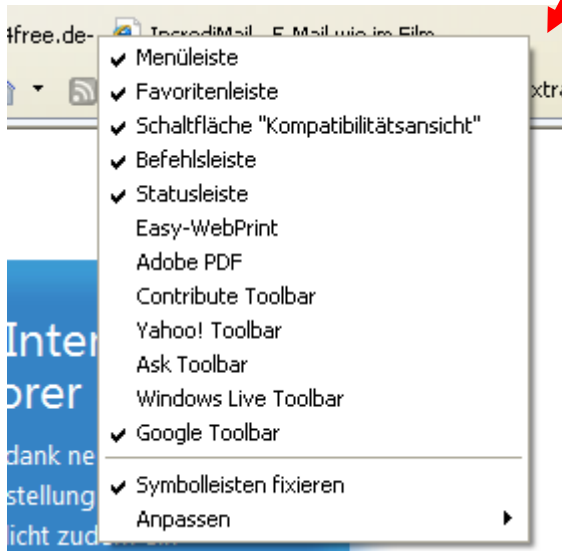 4free.de- IncrediMail - E-Mail wie im Film
Menüleiste
Favoritenleiste
xtra
Schaltfläche "Kompatibilitätsansicht"
Befehlsleiste
Statusleiste
Easy-WebPrint
Adobe PDF
Contribute Toolbar
Yahoo! Toolbar
Inter
Ask Toolbar
orer
Windows Live Toolbar
Google Toolbar
dank ne
Symbolleisten fixieren
stellung
Anpassen
licht zud